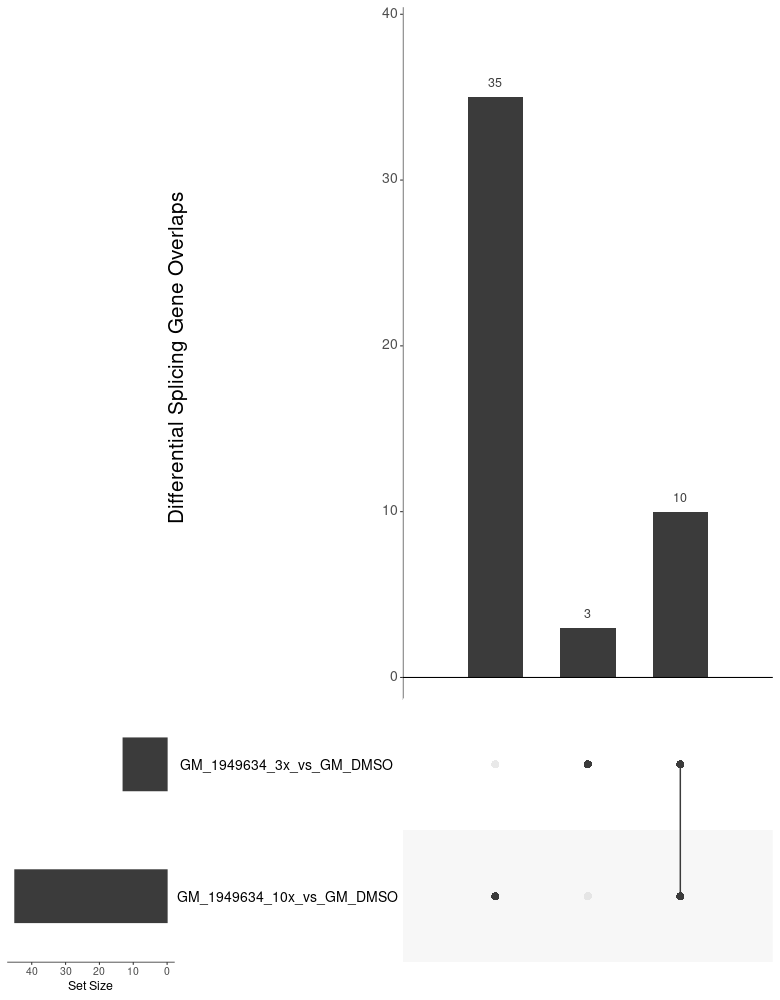 Differential Splicing Gene Overlaps
40
30
20
10
0
35
3
10
GM_1949634_3x_vs_GM_DMSO
GM_1949634_10x_vs_GM_DMSO
40 30 20 10 0
Set Size